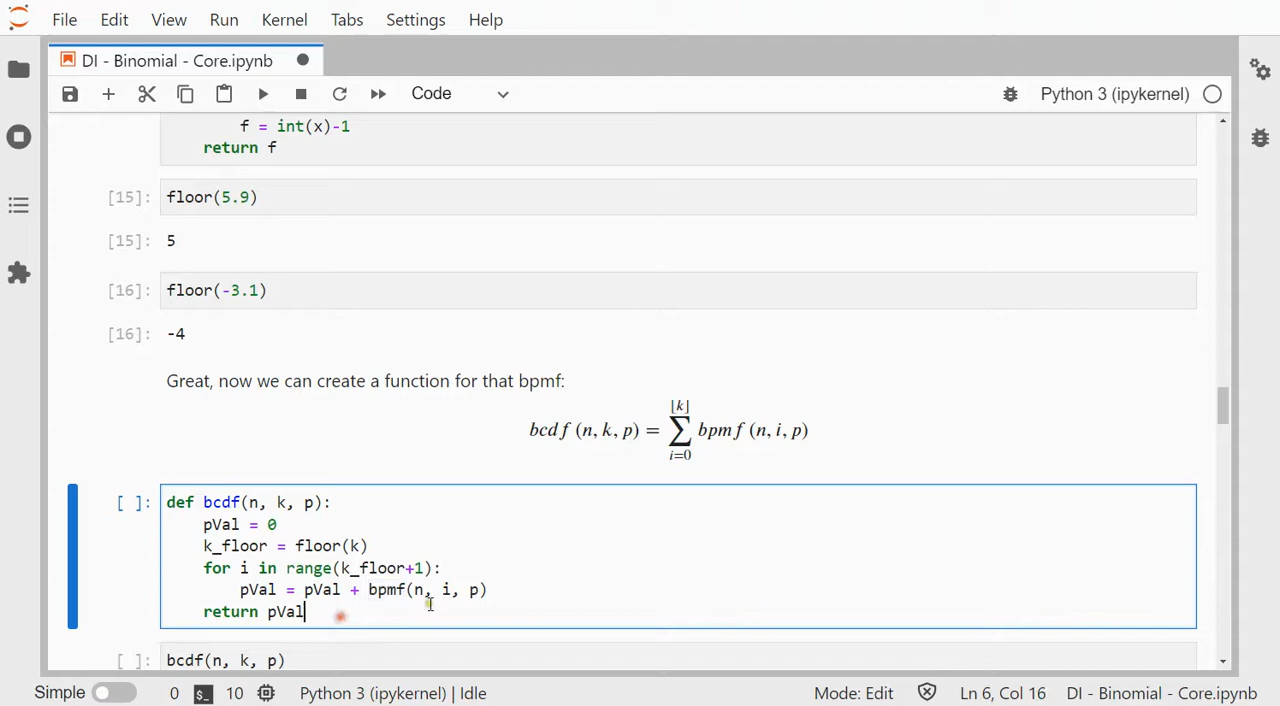 File Edit View Run Kernel Tabs Settings Help
DI - Binomial - Core.ipynb
Code
Python 3 (ipykernel)
f = int(x)-1
return f
[15]: floor(5.9)
[15]: 5
[16]: floor(-3.1)
[16]: -4
Great, now we can create a function for that bpmf:
bcdf (n, k, p) = ∑_{i=0}^{⌊k⌋} bpmf (n, i, p)
[ ]: def bcdf(n, k, p):
pVal = 0
k_floor = floor(k)
for i in range(k_floor+1):
pVal = pVal + bpmf(n, i, p)
return pVal
[ ]: bcdf(n, k, p)
Simple 0 $_ 10 Python 3 (ipykernel) | Idle Mode: Edit Ln 6, Col 16 DI - Binomial - Core.ipynb